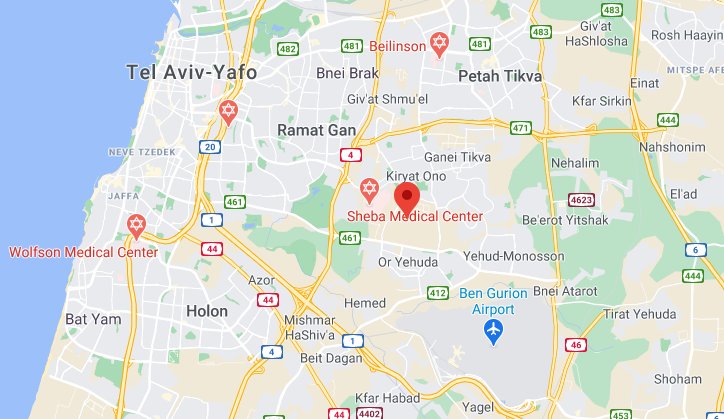 483
Giv'at
HaShlosha
Rosh Haayin
481
Beilinson
481
481
482
Tel Aviv-Yafo
Bnei Brak
Petah Tikva
MITSPE AFE
Einat
Giv'at Shmu'el
Kfar Sirkin
444
Ramat Gan
471
20
4
Nahshonim
NEVE TZEDEK
Ganei Tikva
Nehalim
Kiryat Ono
JAFFA
461
4623
El'ad
1
Sheba Medical Center
Be'erot Yitshak
461
44
6
Wolfson Medical Center
Or Yehuda
Yehud-Monosson
444
Azor
412
Ben Gurion
Airport
Bnei Atarot
44
Hemed
Holon
Tirat Yehuda
Bat Yam
Mishmar
HaShiv'a
1
46
4
Beit Dagan
Shoham
Kfar Habad
Yagel
4402
453
6